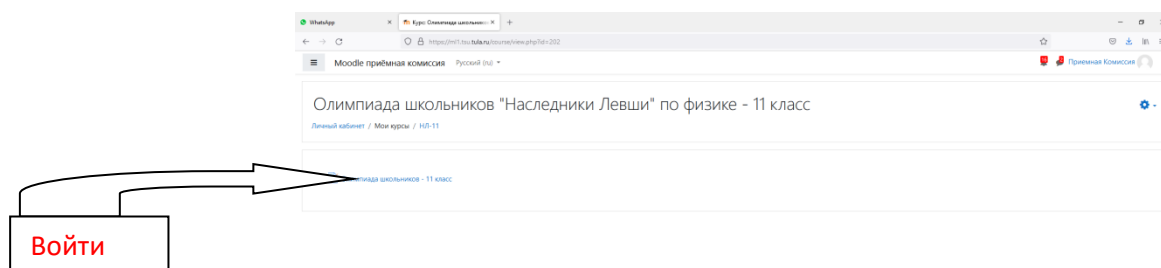 WhatsApp
Курс: Олимпиада школьников
https://ml1.tsu.tula.ru/course/view.php?id=202
Moodle приёмная комиссия Русский (ru)
Приемная Комиссия
Олимпиада школьников "Наследники Левши" по физике - 11 класс
Личный кабинет / Мои курсы / НЛ-11
школьников - 11 класс
Войти